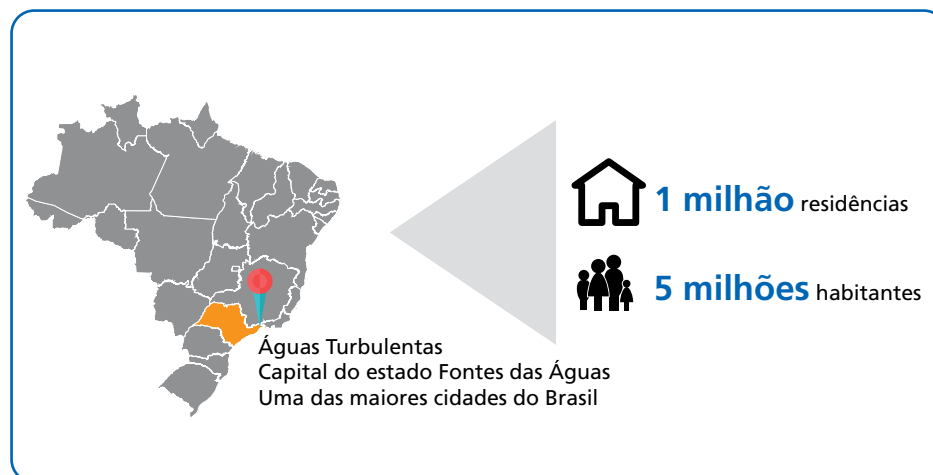 1 milhão residências
5 milhões habitantes
Águas Turbulentas
Capital do estado Fontes das Águas
Uma das maiores cidades do Brasil